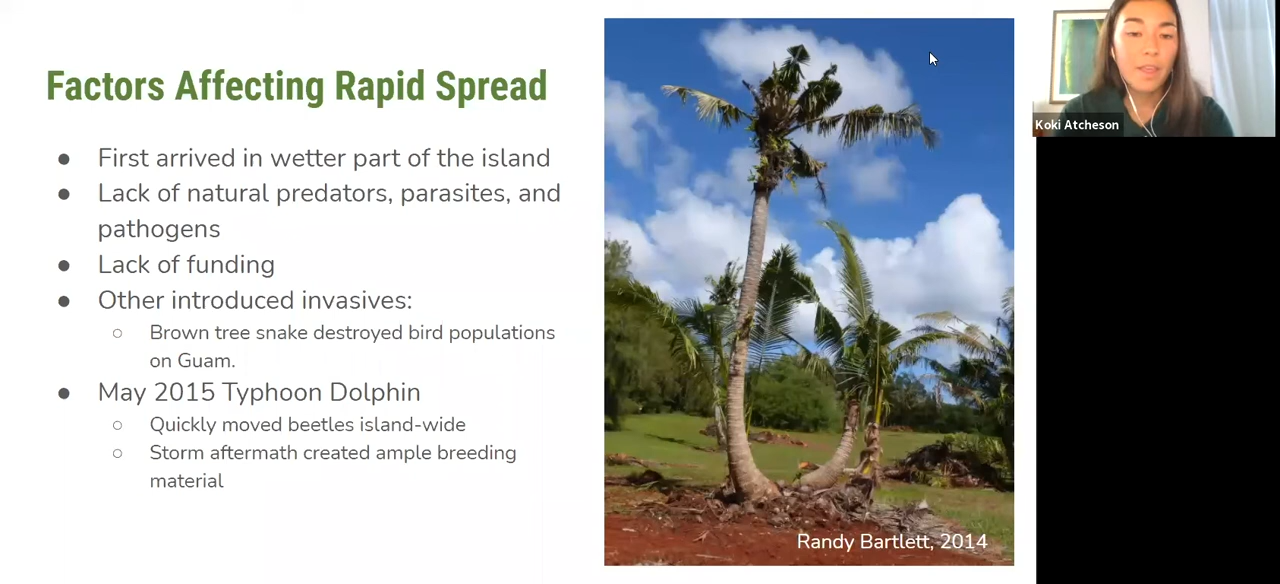 Factors Affecting Rapid Spread
● First arrived in wetter part of the island
● Lack of natural predators, parasites, and
pathogens
● Lack of funding
● Other introduced invasives:
○ Brown tree snake destroyed bird populations
on Guam.
● May 2015 Typhoon Dolphin
○ Quickly moved beetles island-wide
○ Storm aftermath created ample breeding
material
Randy Bartlett, 2014
Koki Atcheson